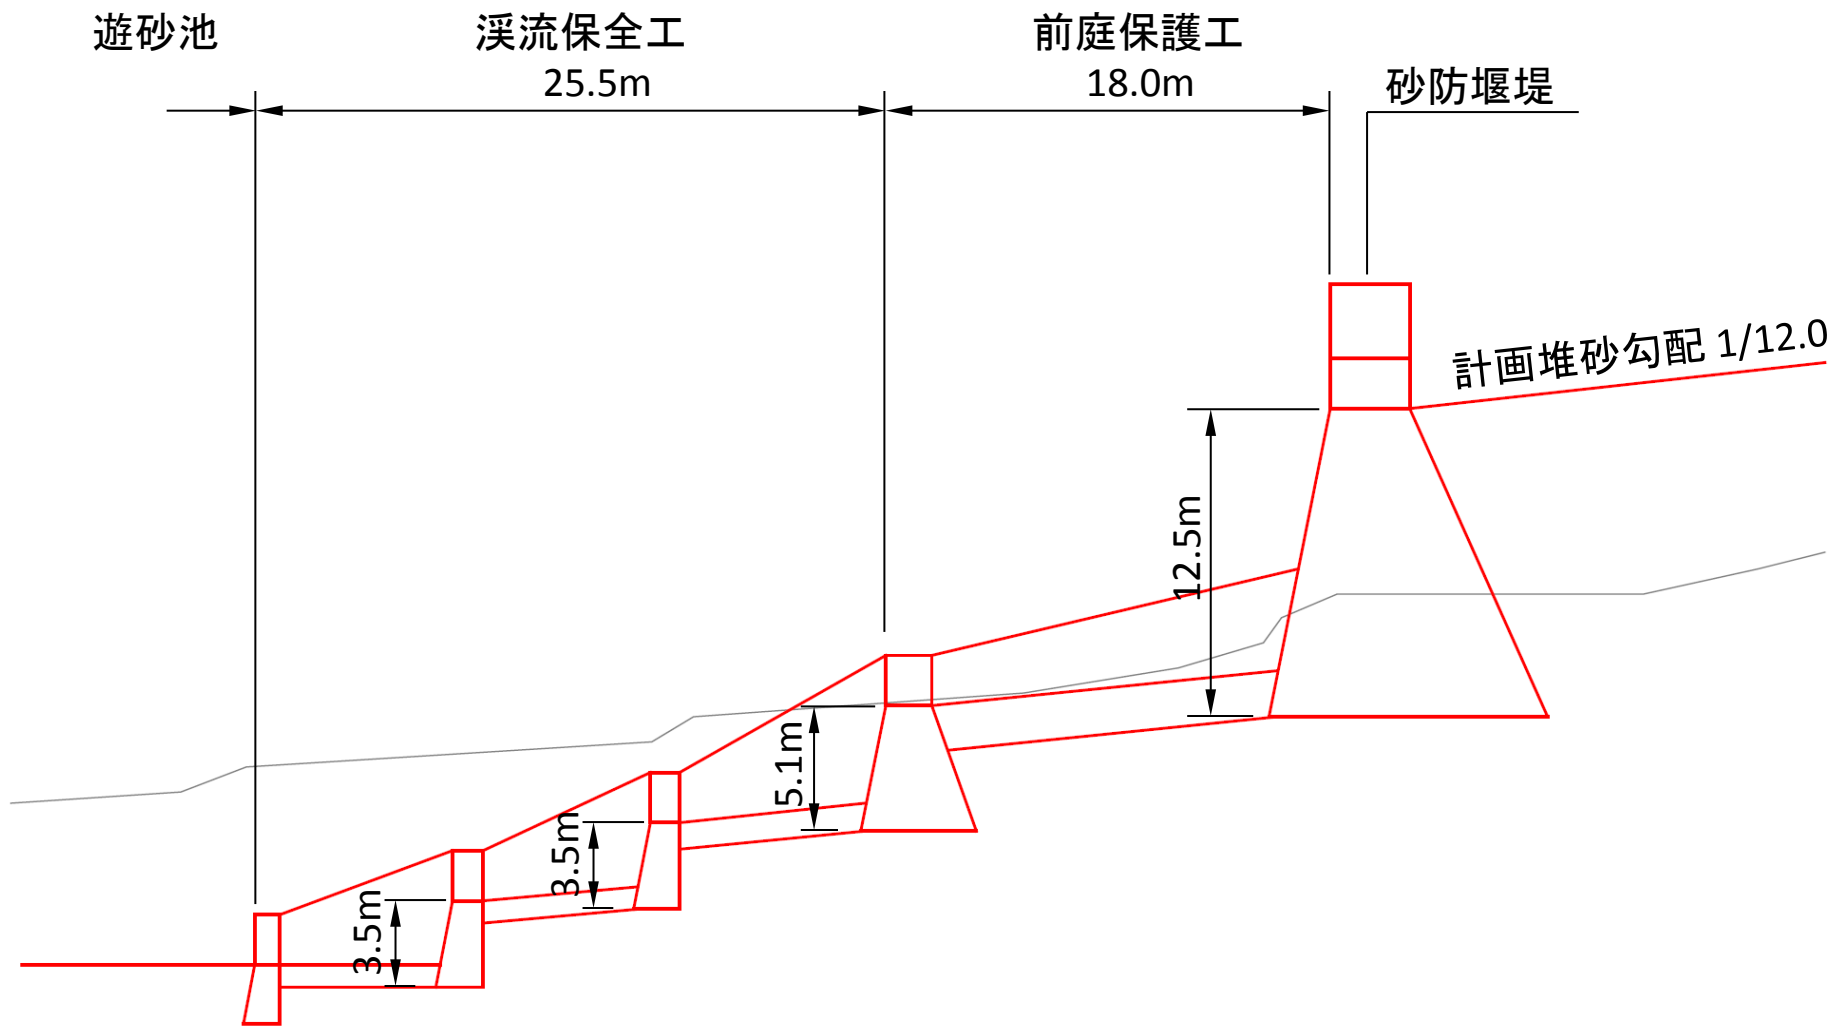 遊砂池
渓流保全工
25.5m
前庭保護工
18.0m
砂防堰堤
計画堆砂勾配 1/12.0
12.5m
5.1m
3.5m
3.5m